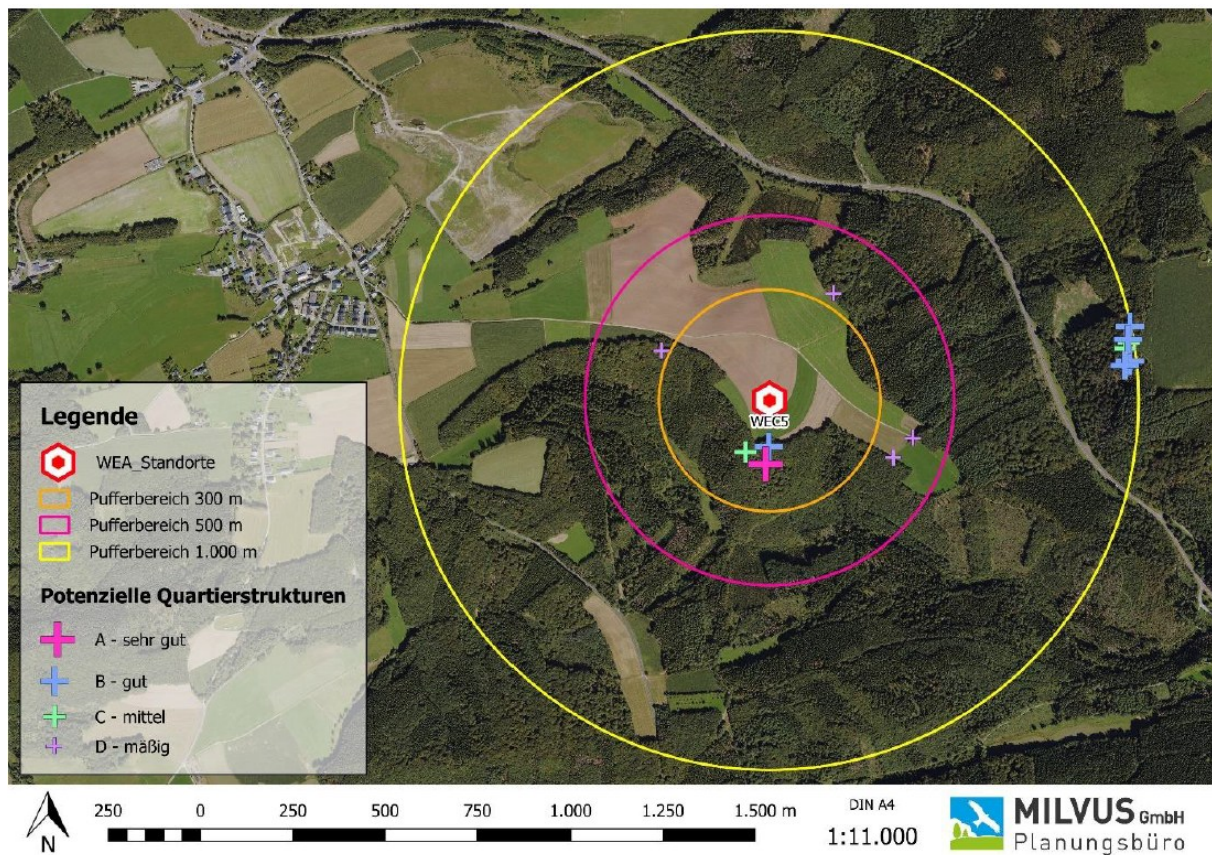 WEC5
Legende
WEA_Standorte
Pufferbereich 300 m
Pufferbereich 500 m
Pufferbereich 1.000 m
Potenzielle Quartierstrukturen
A - sehr gut
B - gut
C - mittel
D - mäßig
N
250 0 250 500 750 1.000 1.250 1.500 m
DIN A4
1:11.000
MILVUS GmbH
Planungsbüro